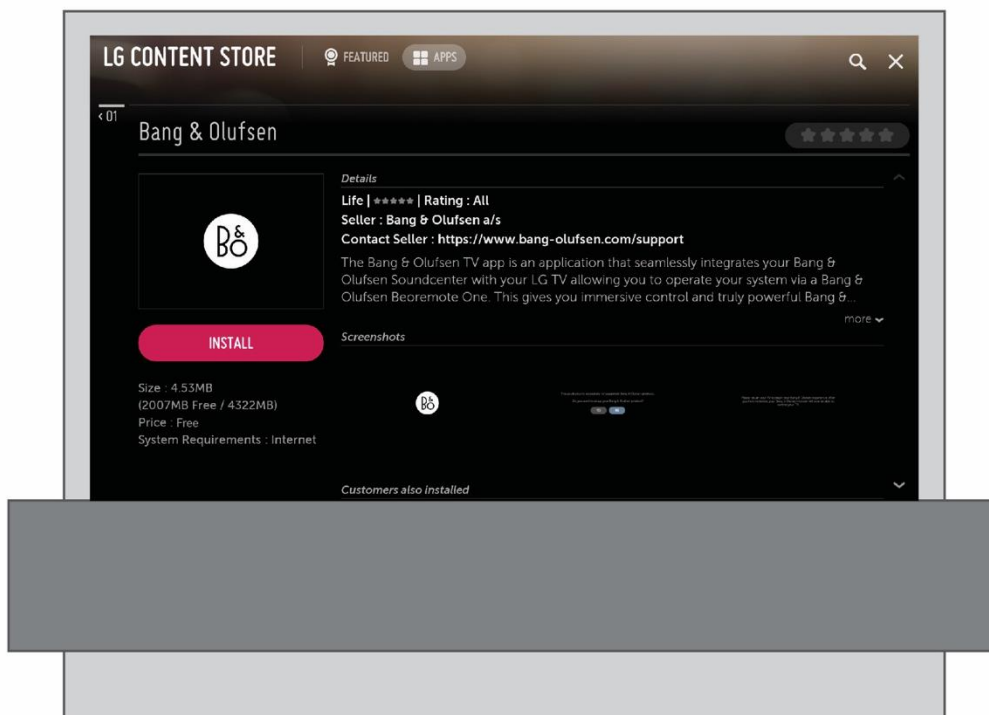 LG CONTENT STORE
FEATURED
APPS
‹ 01
Bang & Olufsen
B&O
INSTALL
Size : 4.53MB
(2007MB Free / 4322MB)
Price : Free
System Requirements : Internet
Details
Life | ★★★★★ | Rating : All
Seller : Bang & Olufsen a/s
Contact Seller : https://www.bang-olufsen.com/support
The Bang & Olufsen TV app is an application that seamlessly integrates your Bang &
Olufsen Soundcenter with your LG TV allowing you to operate your system via a Bang &
Olufsen Beoremote One. This gives you immersive control and truly powerful Bang &...
more
Screenshots
B&O
Customers also installed